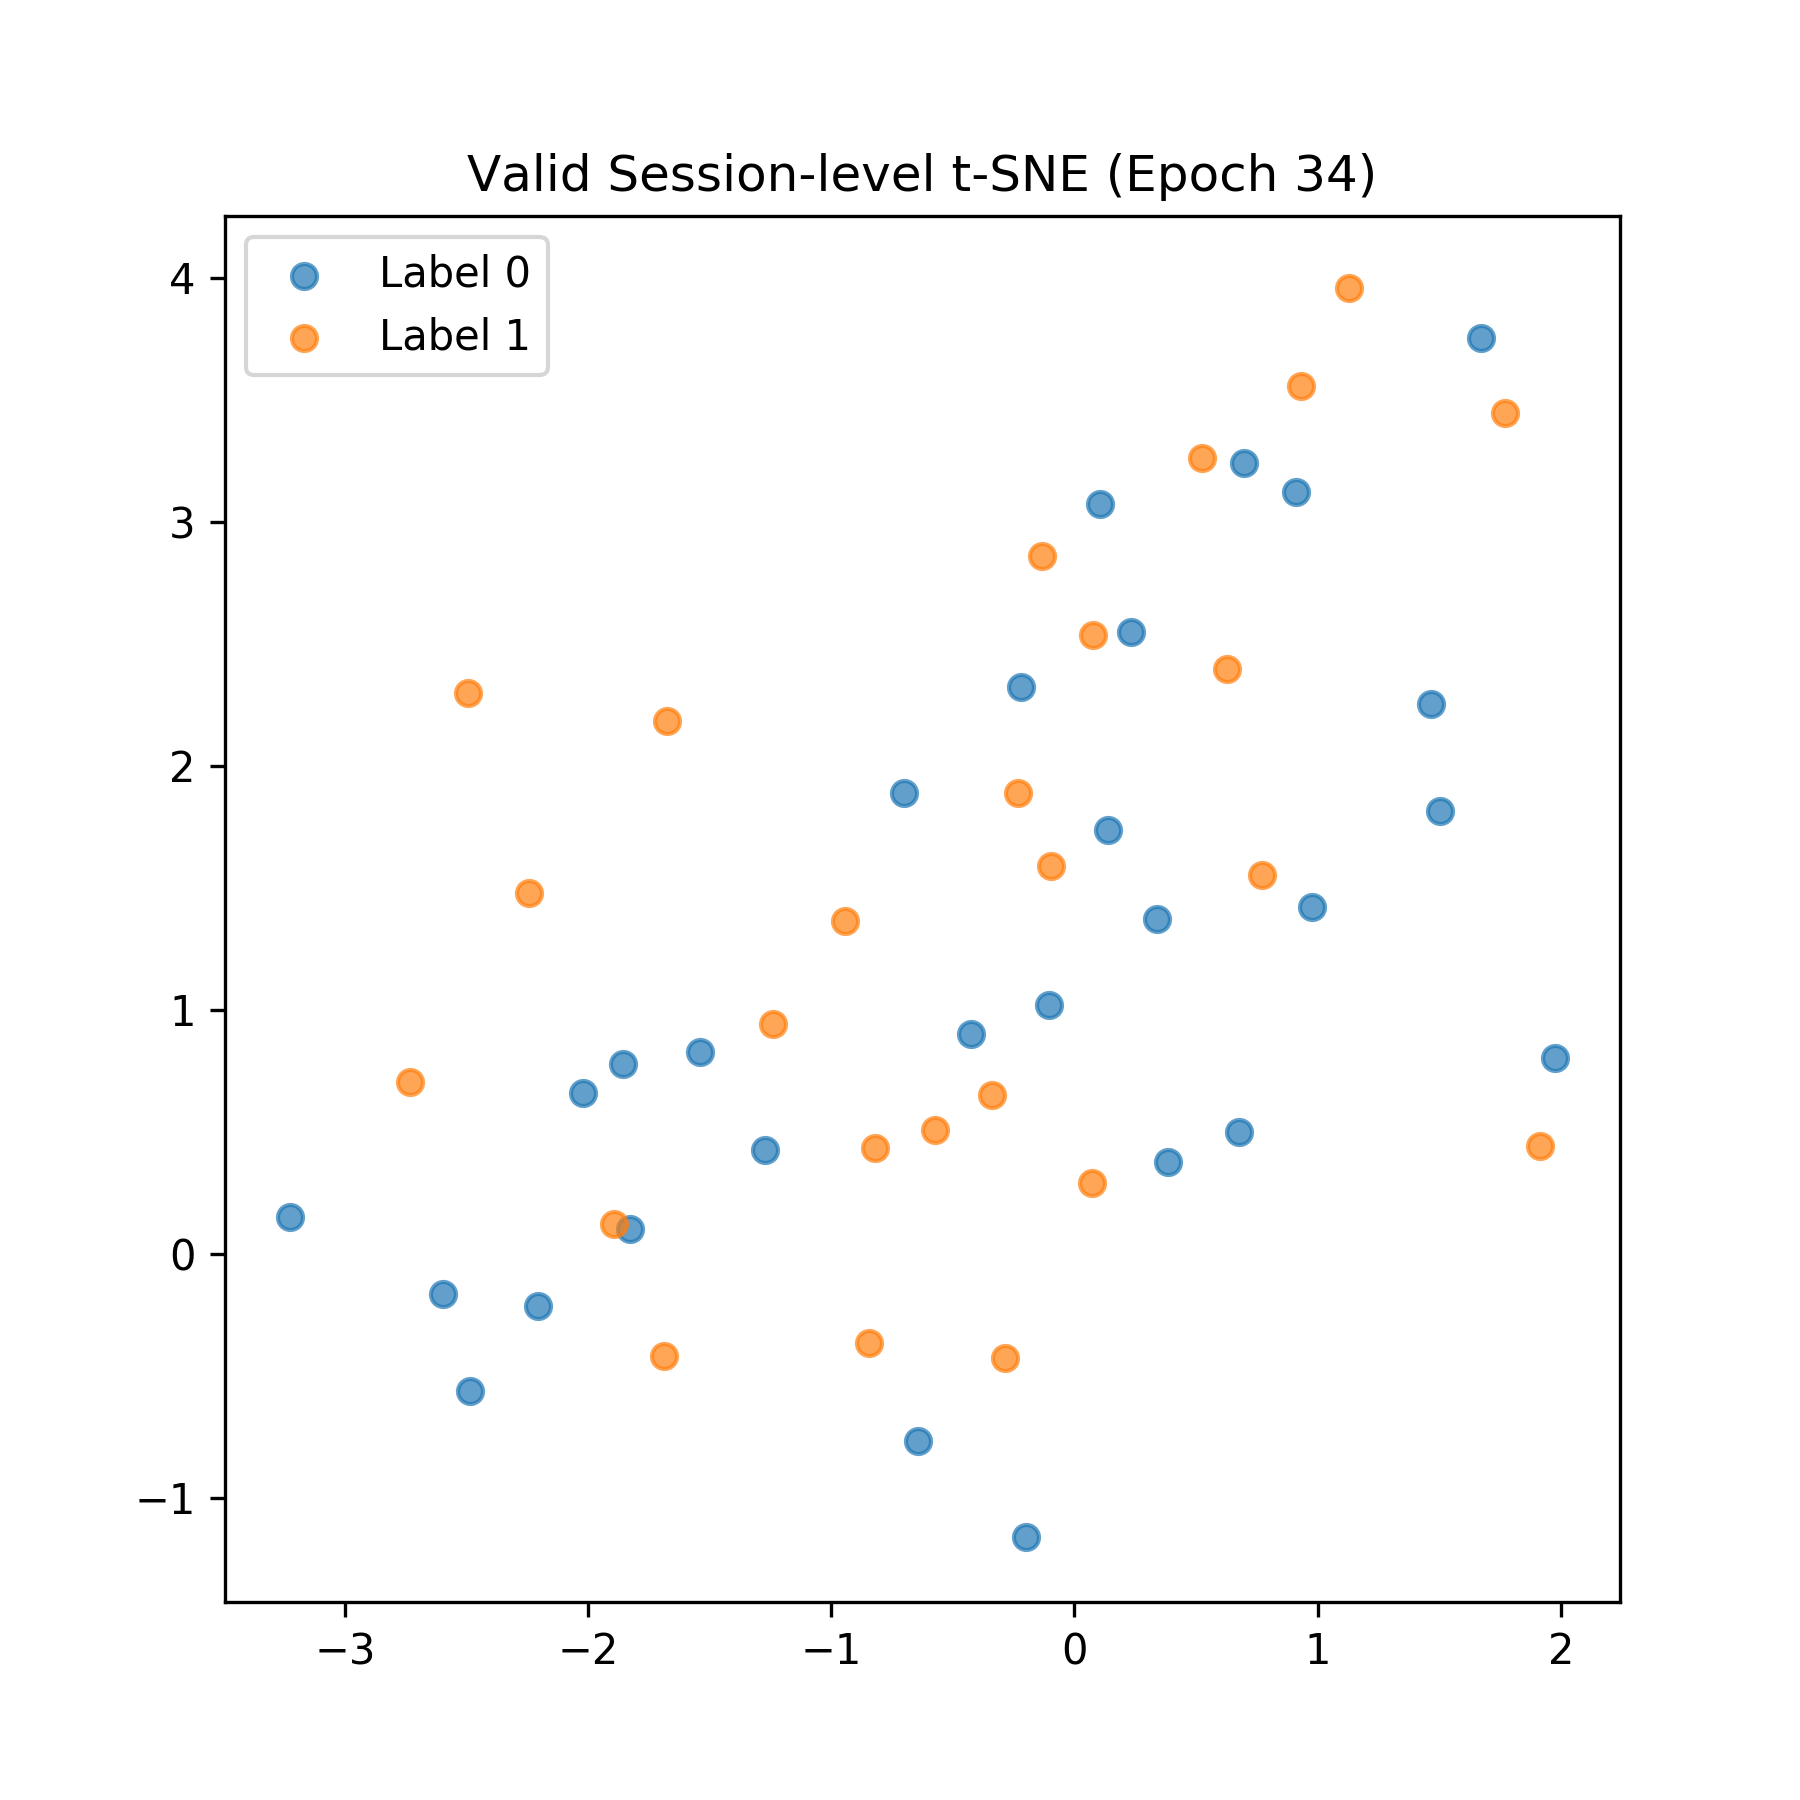 Valid Session-level t-SNE (Epoch 34)
Label 0
Label 1
4
3
2
1
0
−1
−3 −2 −1 0 1 2